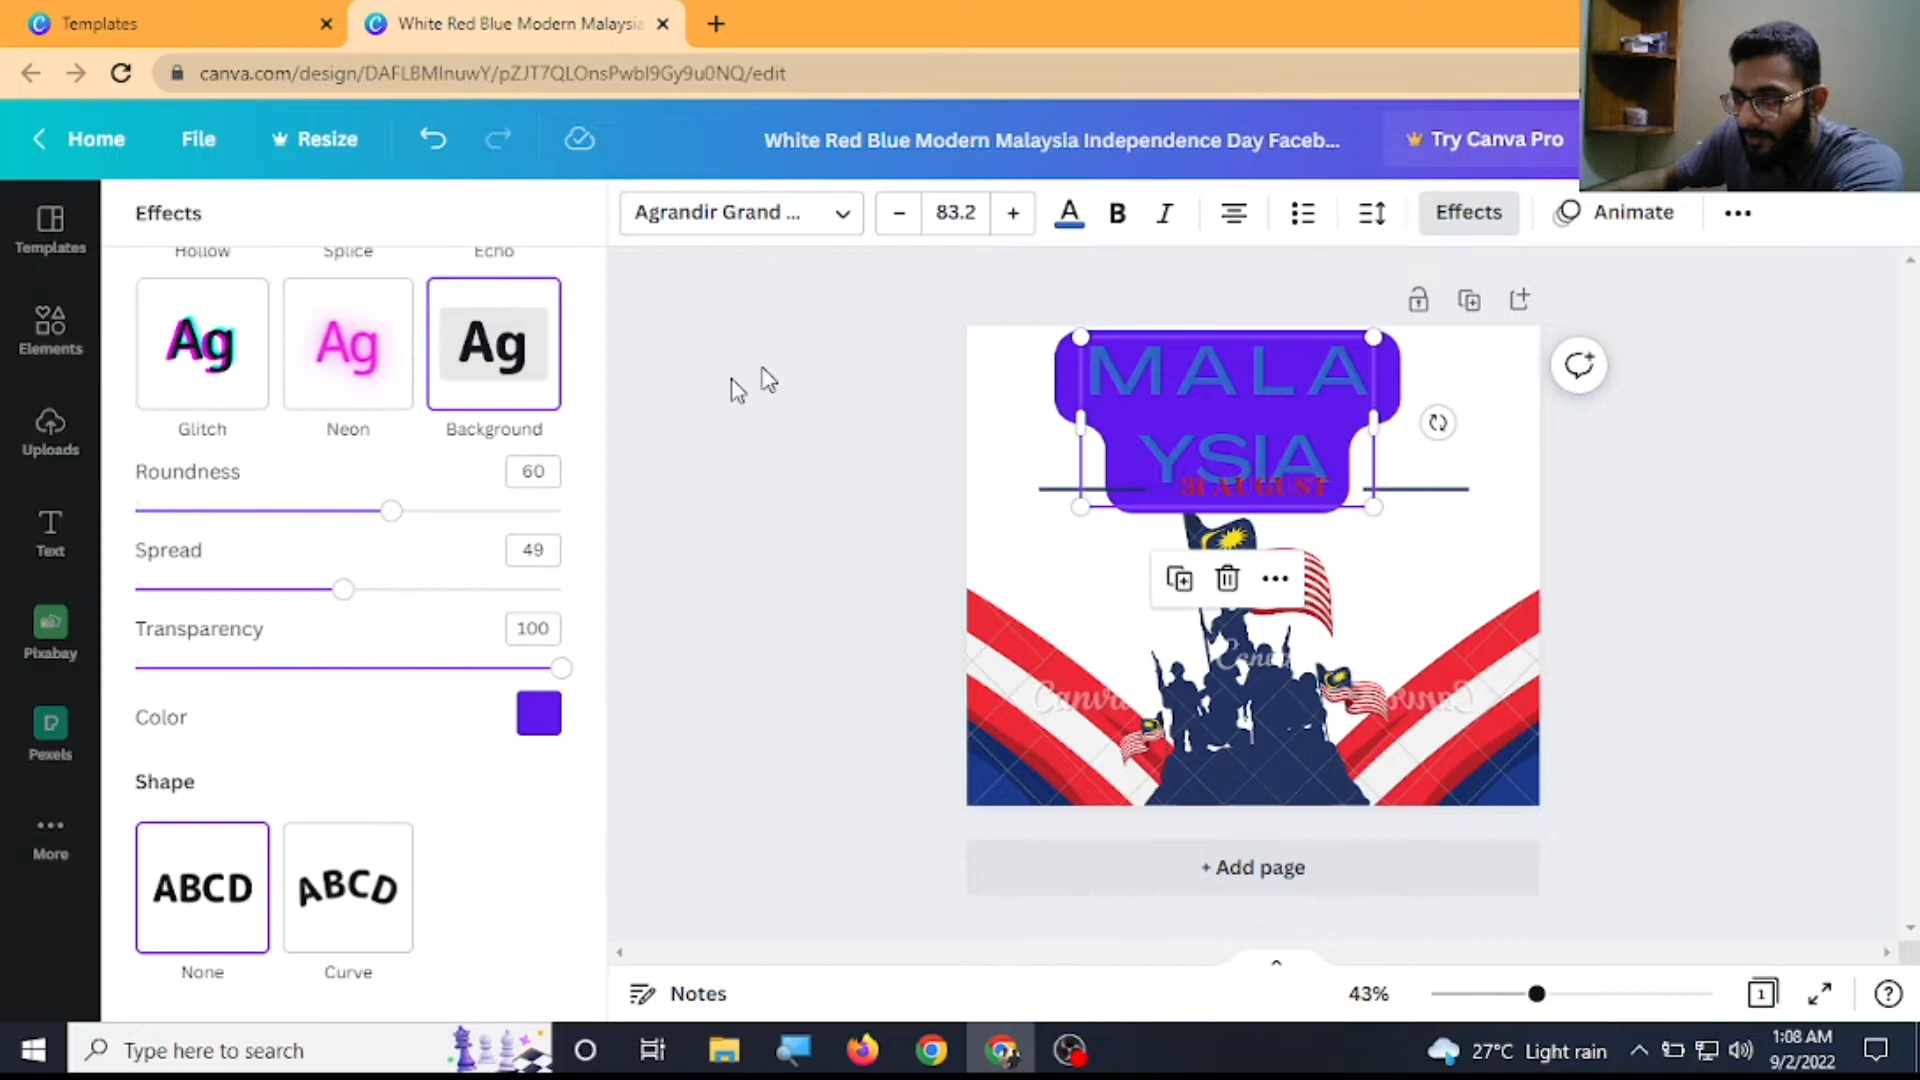 Templates
White Red Blue Modern Malaysia
canva.com/design/DAFLBMInuwY/pZJT7QLOnsPwbI9Gy9u0NQ/edit
Home
File
Resize
White Red Blue Modern Malaysia Independence Day Faceb...
Try Canva Pro
Effects
Agrandir Grand ...
83.2
A
B
I
Effects
Animate
Templates
Elements
Uploads
Text
Pixabay
Pexels
More
Hollow
Splice
Echo
Ag
Ag
Ag
Glitch
Neon
Background
Roundness
60
Spread
49
Transparency
100
Color
Shape
ABCD
ABCD
None
Curve
MALA
YSIA
31 AUGUST
Canva
+ Add page
Notes
43%
1
Type here to search
27°C Light rain
1:08 AM
9/2/2022